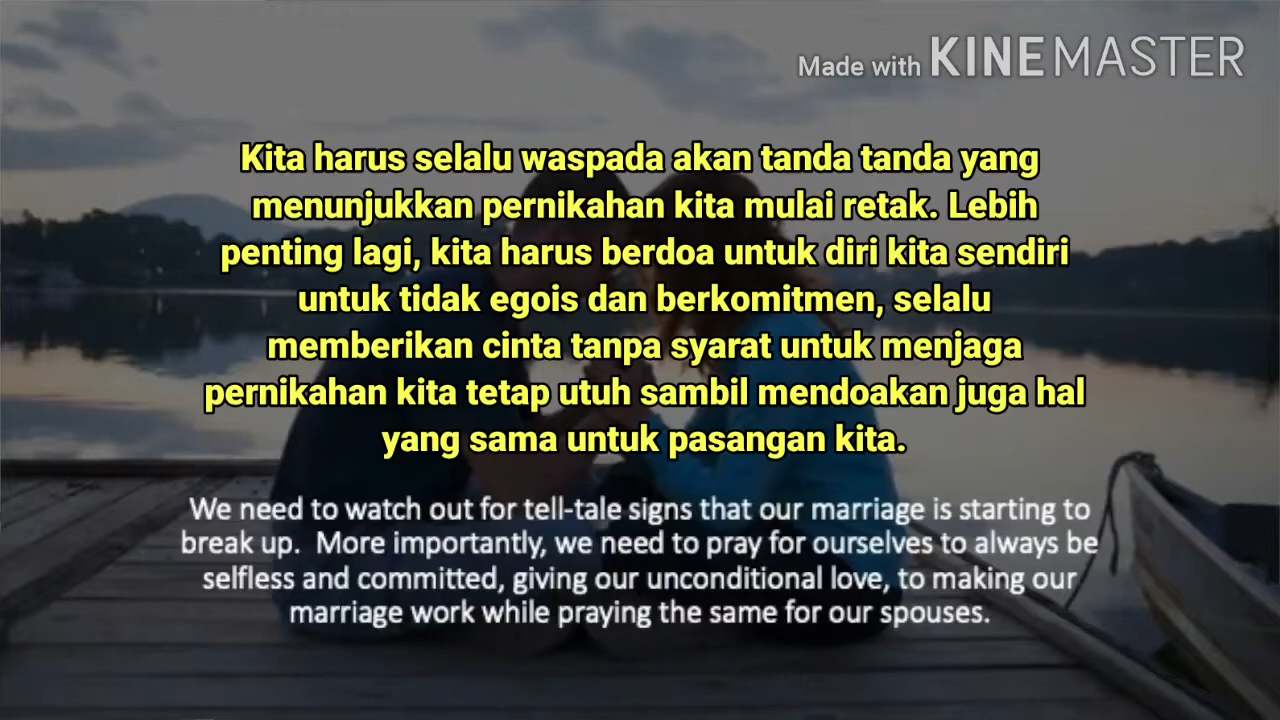 Made with KINEMASTER
Kita harus selalu waspada akan tanda tanda yang
menunjukkan pernikahan kita mulai retak. Lebih
penting lagi, kita harus berdoa untuk diri kita sendiri
untuk tidak egois dan berkomitmen, selalu
memberikan cinta tanpa syarat untuk menjaga
pernikahan kita tetap utuh sambil mendoakan juga hal
yang sama untuk pasangan kita.
We need to watch out for tell-tale signs that our marriage is starting to
break up. More importantly, we need to pray for ourselves to always be
selfless and committed, giving our unconditional love, to making our
marriage work while praying the same for our spouses.